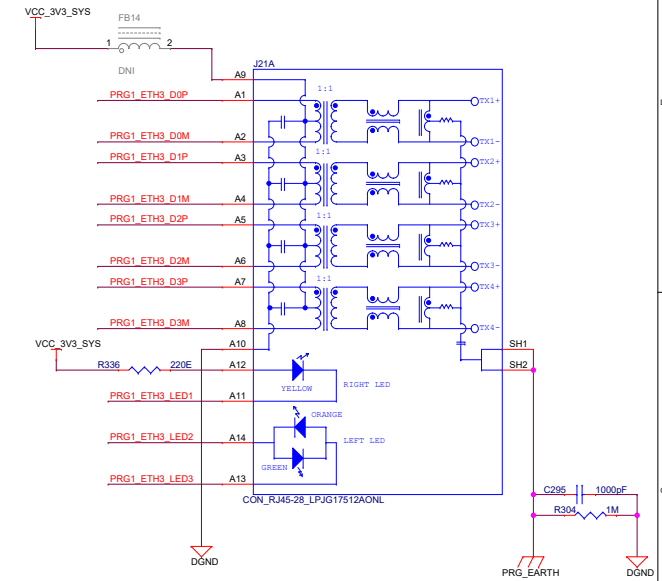 VCC_3V3_SYS
FB14
1
2
DNI
J21A
A9
1:1
PRG1_ETH3_D0P
A1
TX1+
PRG1_ETH3_D0M
A2
TX1-
1:1
PRG1_ETH3_D1P
A3
TX2+
PRG1_ETH3_D1M
A4
TX2-
1:1
PRG1_ETH3_D2P
A5
TX3+
PRG1_ETH3_D2M
A6
TX3-
1:1
PRG1_ETH3_D3P
A7
TX4+
PRG1_ETH3_D3M
A8
TX4-
VCC_3V3_SYS
A10
SH1
R336
220E
A12
SH2
YELLOW
RIGHT LED
PRG1_ETH3_LED1
A11
ORANGE
PRG1_ETH3_LED2
A14
LEFT LED
GREEN
PRG1_ETH3_LED3
A13
CON_RJ45-28_LPJG17512AONL
C295
1000pF
R304
1M
DGND
PRG_EARTH
DGND